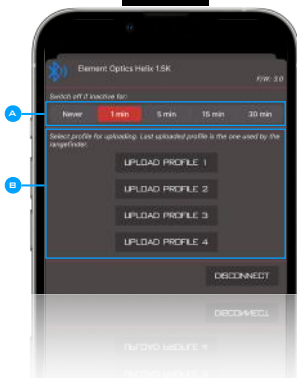 Element Optics Helix 1.5K
F/W: 3.0
Switch off if inactive for:
Never 1 min 5 min 15 min 30 min
A
Select profile for uploading. Last uploaded profile is the one used by the
rangefinder.
B
UPLOAD PROFILE 1
UPLOAD PROFILE 2
UPLOAD PROFILE 3
UPLOAD PROFILE 4
DISCONNECT